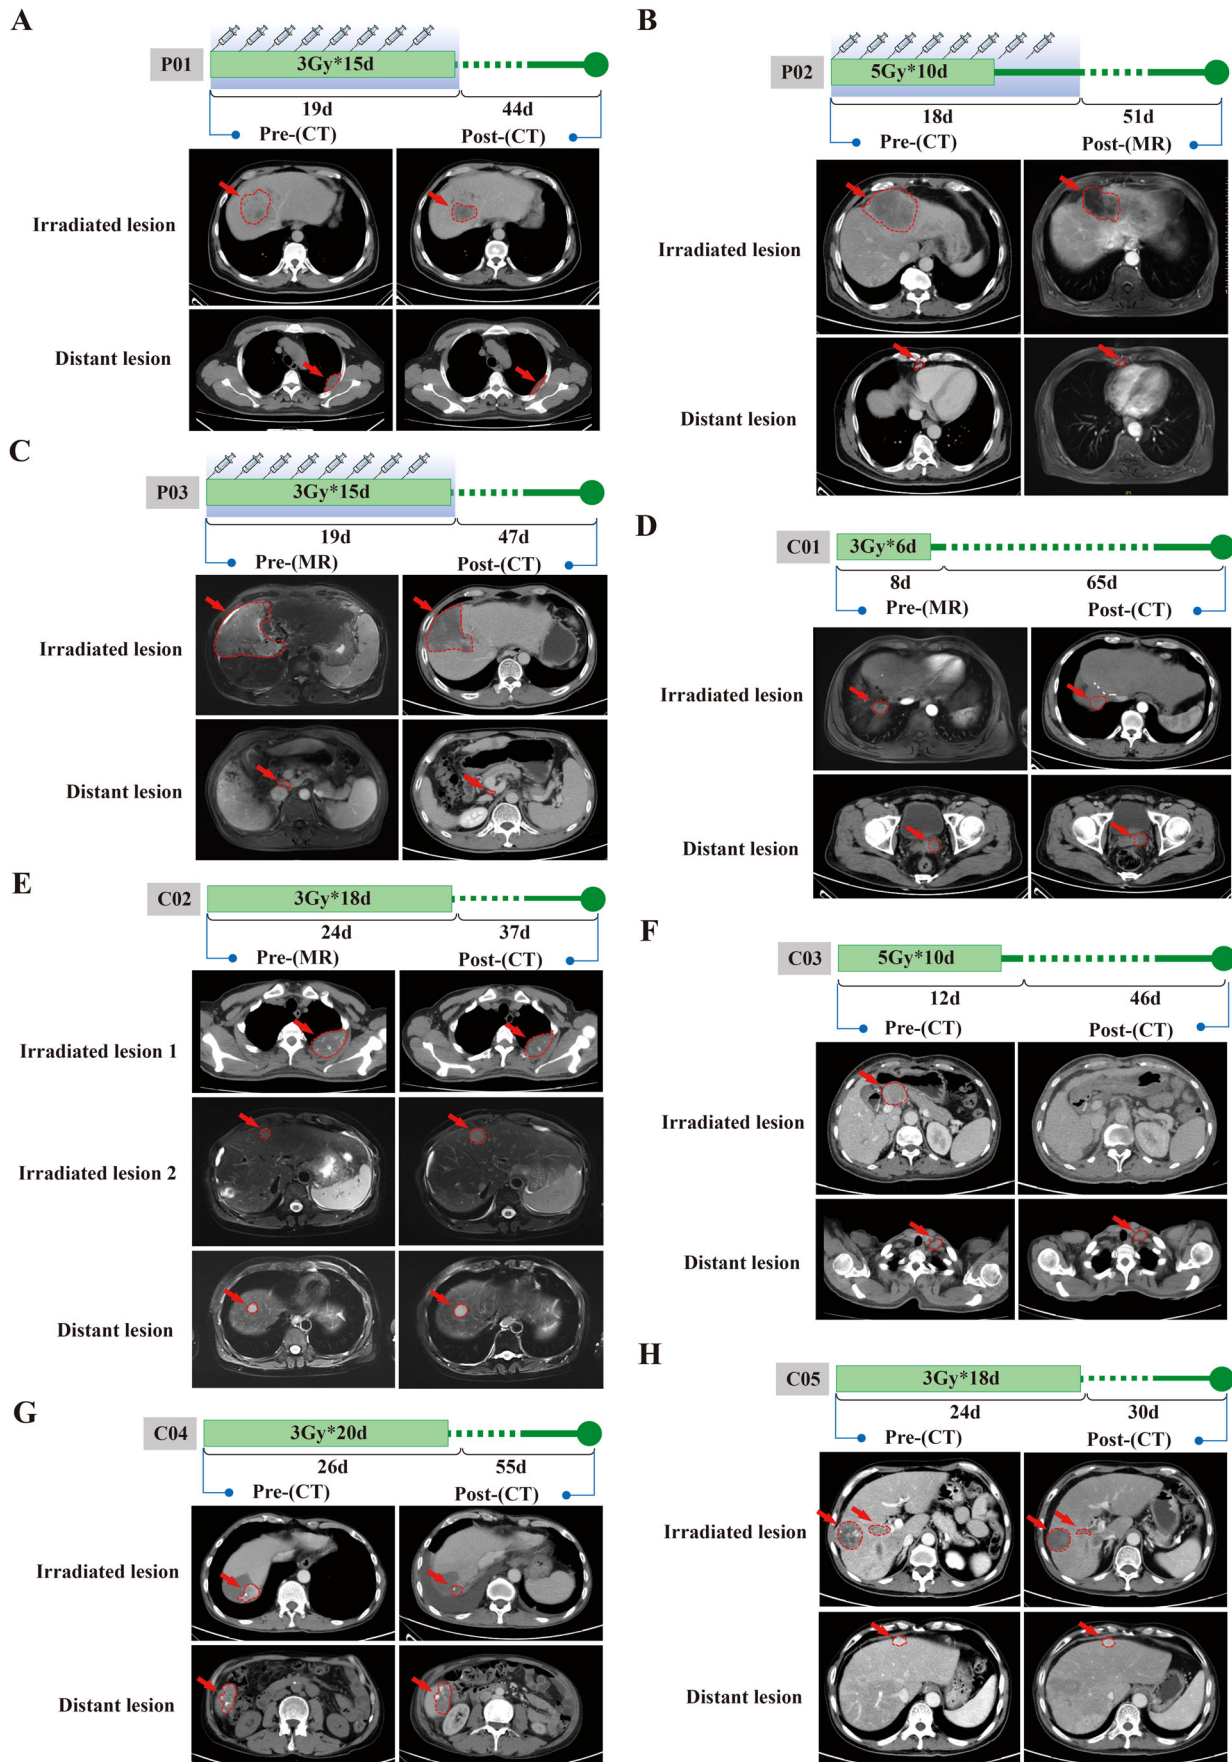 A
P01
3Gy*15d
19d
44d
Pre-(CT)
Post-(CT)
Irradiated lesion
Distant lesion
B
P02
5Gy*10d
18d
51d
Pre-(CT)
Post-(MR)
Irradiated lesion
Distant lesion
C
P03
3Gy*15d
19d
47d
Pre-(MR)
Post-(CT)
Irradiated lesion
Distant lesion
D
C01
3Gy*6d
8d
65d
Pre-(MR)
Post-(CT)
Irradiated lesion
Distant lesion
E
C02
3Gy*18d
24d
37d
Pre-(MR)
Post-(CT)
Irradiated lesion 1
Irradiated lesion 2
Distant lesion
F
C03
5Gy*10d
12d
46d
Pre-(CT)
Post-(CT)
Irradiated lesion
Distant lesion
G
C04
3Gy*20d
26d
55d
Pre-(CT)
Post-(CT)
Irradiated lesion
Distant lesion
H
C05
3Gy*18d
24d
30d
Pre-(CT)
Post-(CT)
Irradiated lesion
Distant lesion